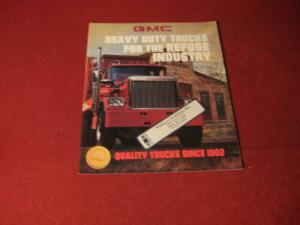 GMC
HEAVY DUTY TRUCKS
FOR THE REFUSE
INDUSTRY
QUALITY TRUCKS SINCE 1902